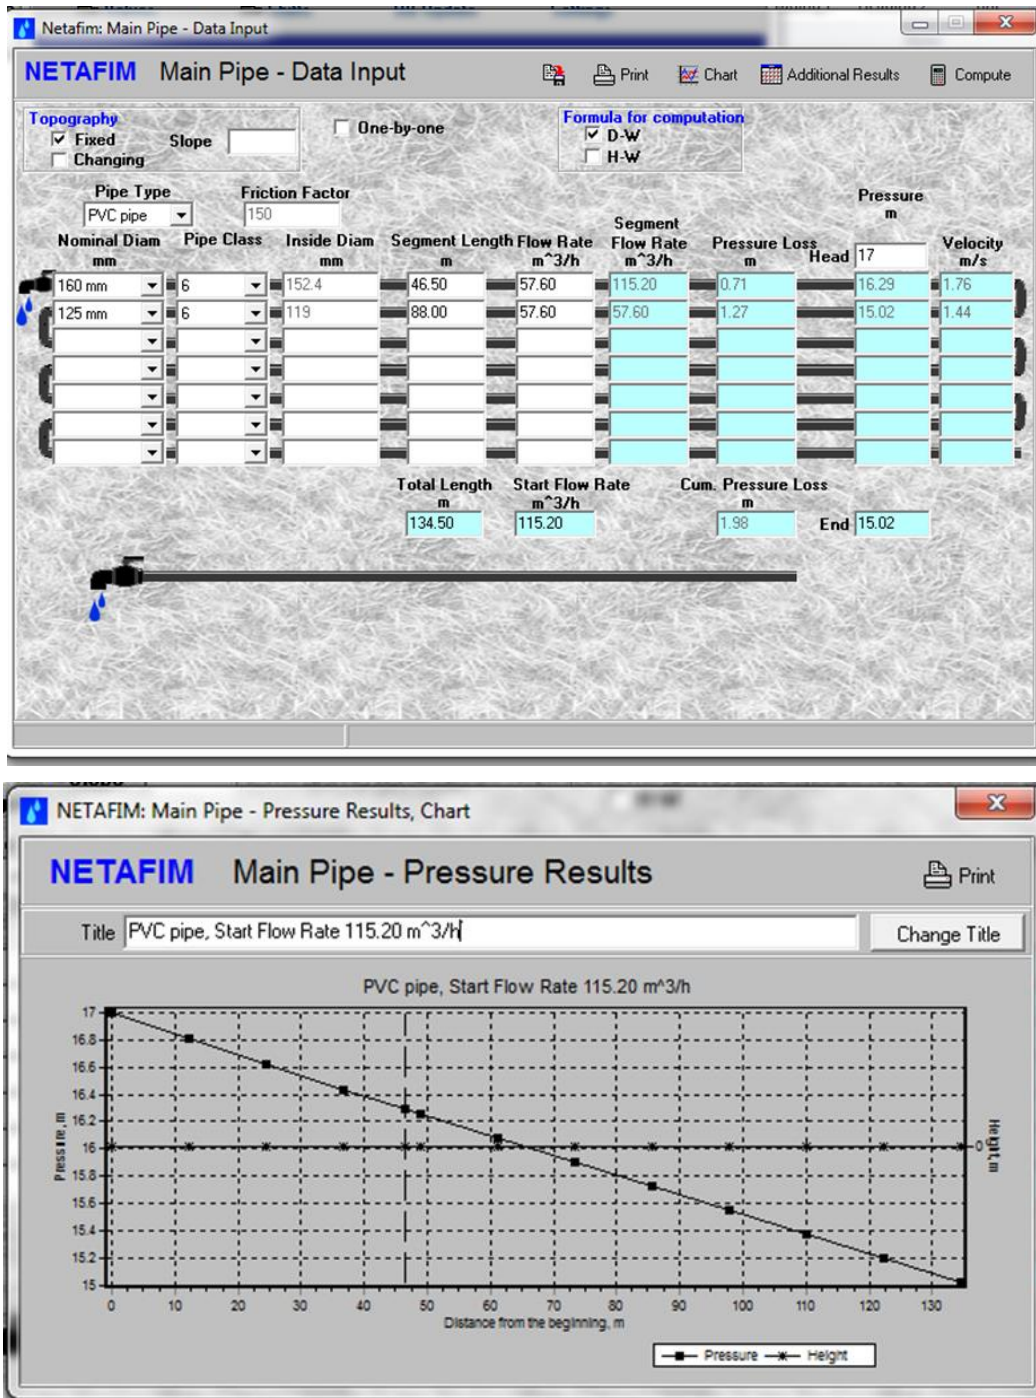 Netafim: Main Pipe - Data Input
NETAFIM Main Pipe - Data Input Print Chart Additional Results Compute
Topography
Fixed Slope
Changing
One-by-one
Formula for computation
D-W
H-W
Pipe Type Friction Factor
PVC pipe 150
Nominal Diam mm Pipe Class Inside Diam mm Segment Length m Flow Rate m^3/h Segment Flow Rate m^3/h Pressure Loss m Pressure m Head 17 Velocity m/s
160 mm 6 152.4 46.50 57.60 115.20 0.71 16.29 1.76
125 mm 6 119 88.00 57.60 57.60 1.27 15.02 1.44
Total Length m Start Flow Rate m^3/h Cum. Pressure Loss m
134.50 115.20 1.98 End 15.02
NETAFIM: Main Pipe - Pressure Results, Chart
NETAFIM Main Pipe - Pressure Results Print
Title PVC pipe, Start Flow Rate 115.20 m^3/h Change Title
PVC pipe, Start Flow Rate 115.20 m^3/h
17
16.8
16.6
16.4
16.2
16
15.8
15.6
15.4
15.2
15
Pressure, m
0
Height, m
0 10 20 30 40 50 60 70 80 90 100 110 120 130
Distance from the beginning, m
Pressure Height